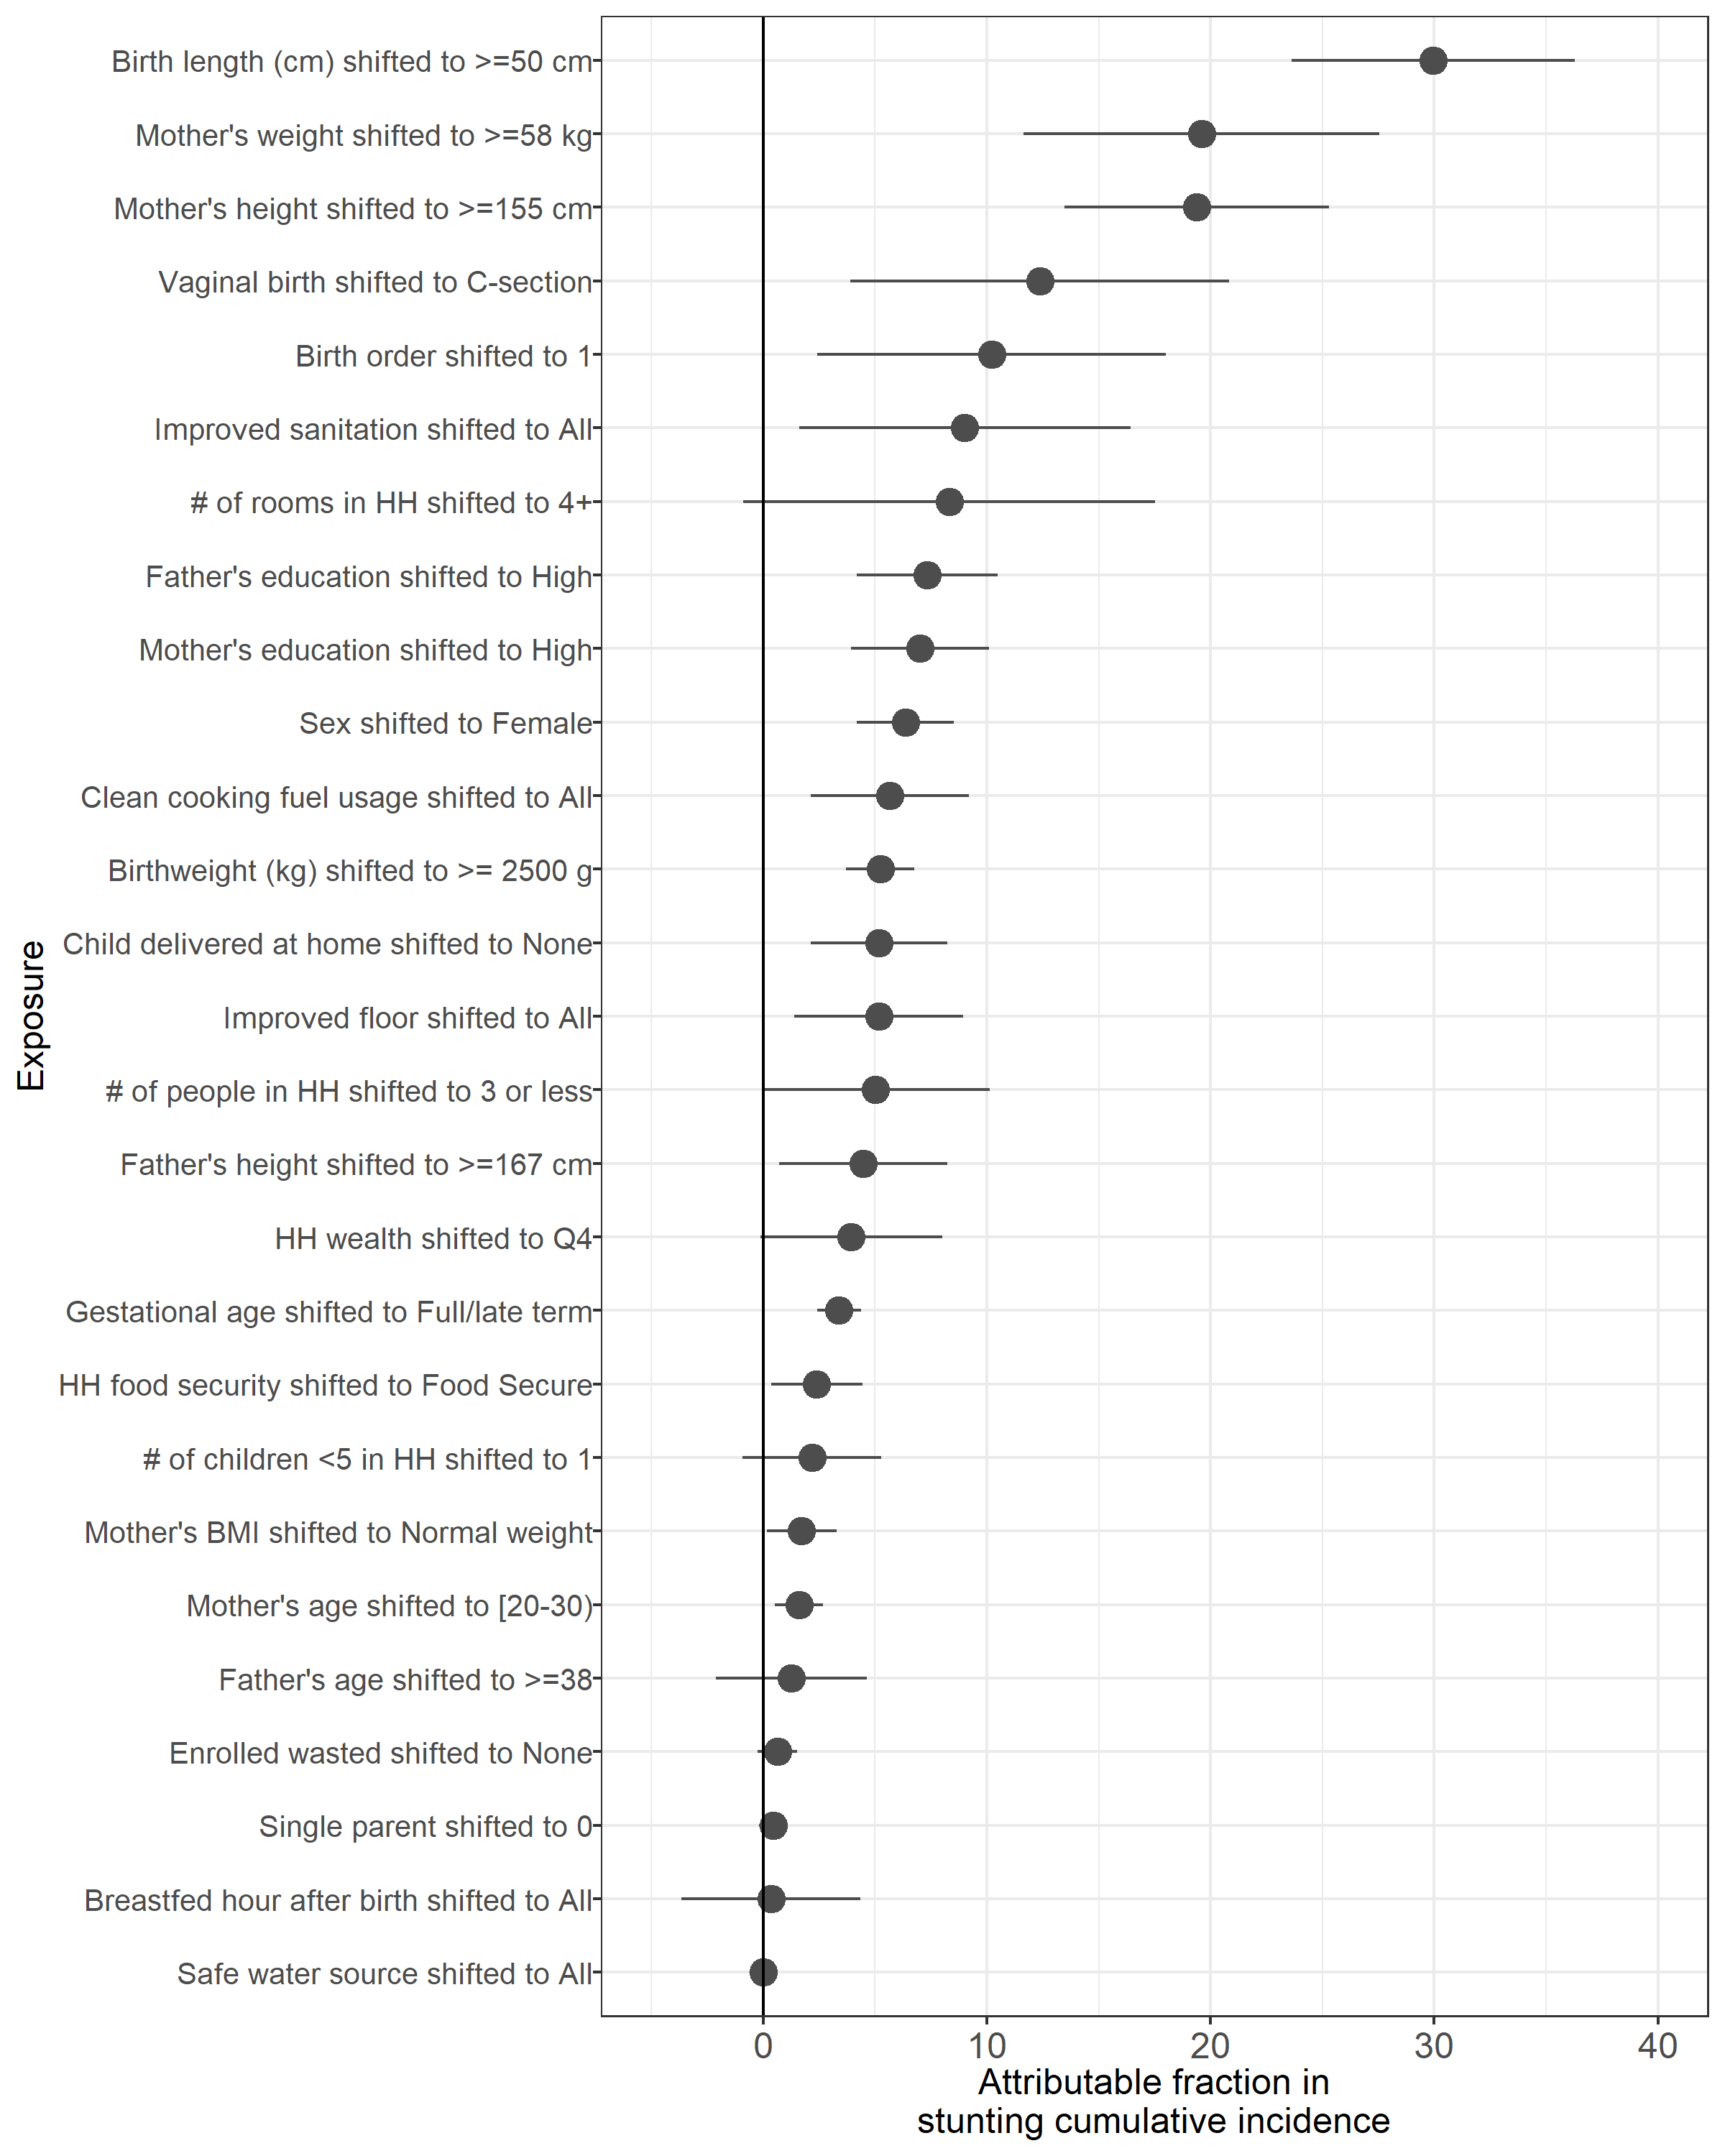 Birth length (cm) shifted to >=50 cm
Mother's weight shifted to >=58 kg
Mother's height shifted to >=155 cm
Vaginal birth shifted to C-section
Birth order shifted to 1
Improved sanitation shifted to All
# of rooms in HH shifted to 4+
Father's education shifted to High
Mother's education shifted to High
Sex shifted to Female
Clean cooking fuel usage shifted to All
Birthweight (kg) shifted to >= 2500 g
Child delivered at home shifted to None
Improved floor shifted to All
# of people in HH shifted to 3 or less
Father's height shifted to >=167 cm
HH wealth shifted to Q4
Gestational age shifted to Full/late term
HH food security shifted to Food Secure
# of children <5 in HH shifted to 1
Mother's BMI shifted to Normal weight
Mother's age shifted to [20-30)
Father's age shifted to >=38
Enrolled wasted shifted to None
Single parent shifted to 0
Breastfed hour after birth shifted to All
Safe water source shifted to All
Exposure
0 10 20 30 40
Attributable fraction in
stunting cumulative incidence